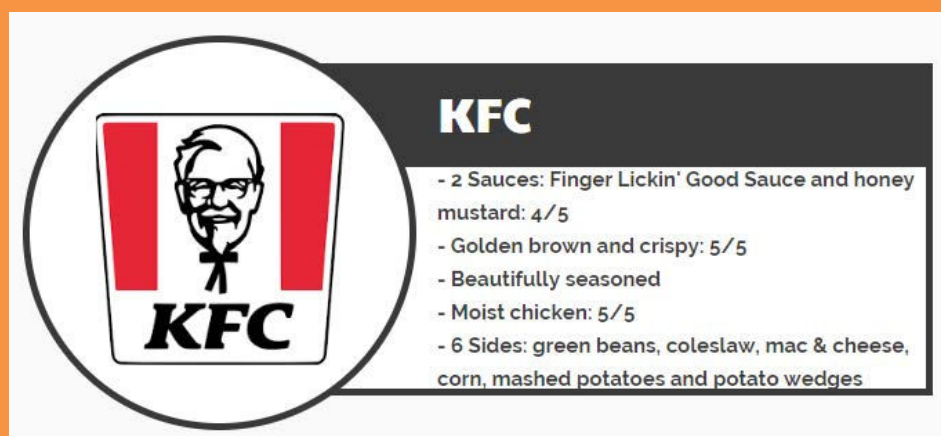 KFC
KFC
- 2 Sauces: Finger Lickin' Good Sauce and honey
mustard: 4/5
- Golden brown and crispy: 5/5
- Beautifully seasoned
- Moist chicken: 5/5
- 6 Sides: green beans, coleslaw, mac & cheese,
corn, mashed potatoes and potato wedges